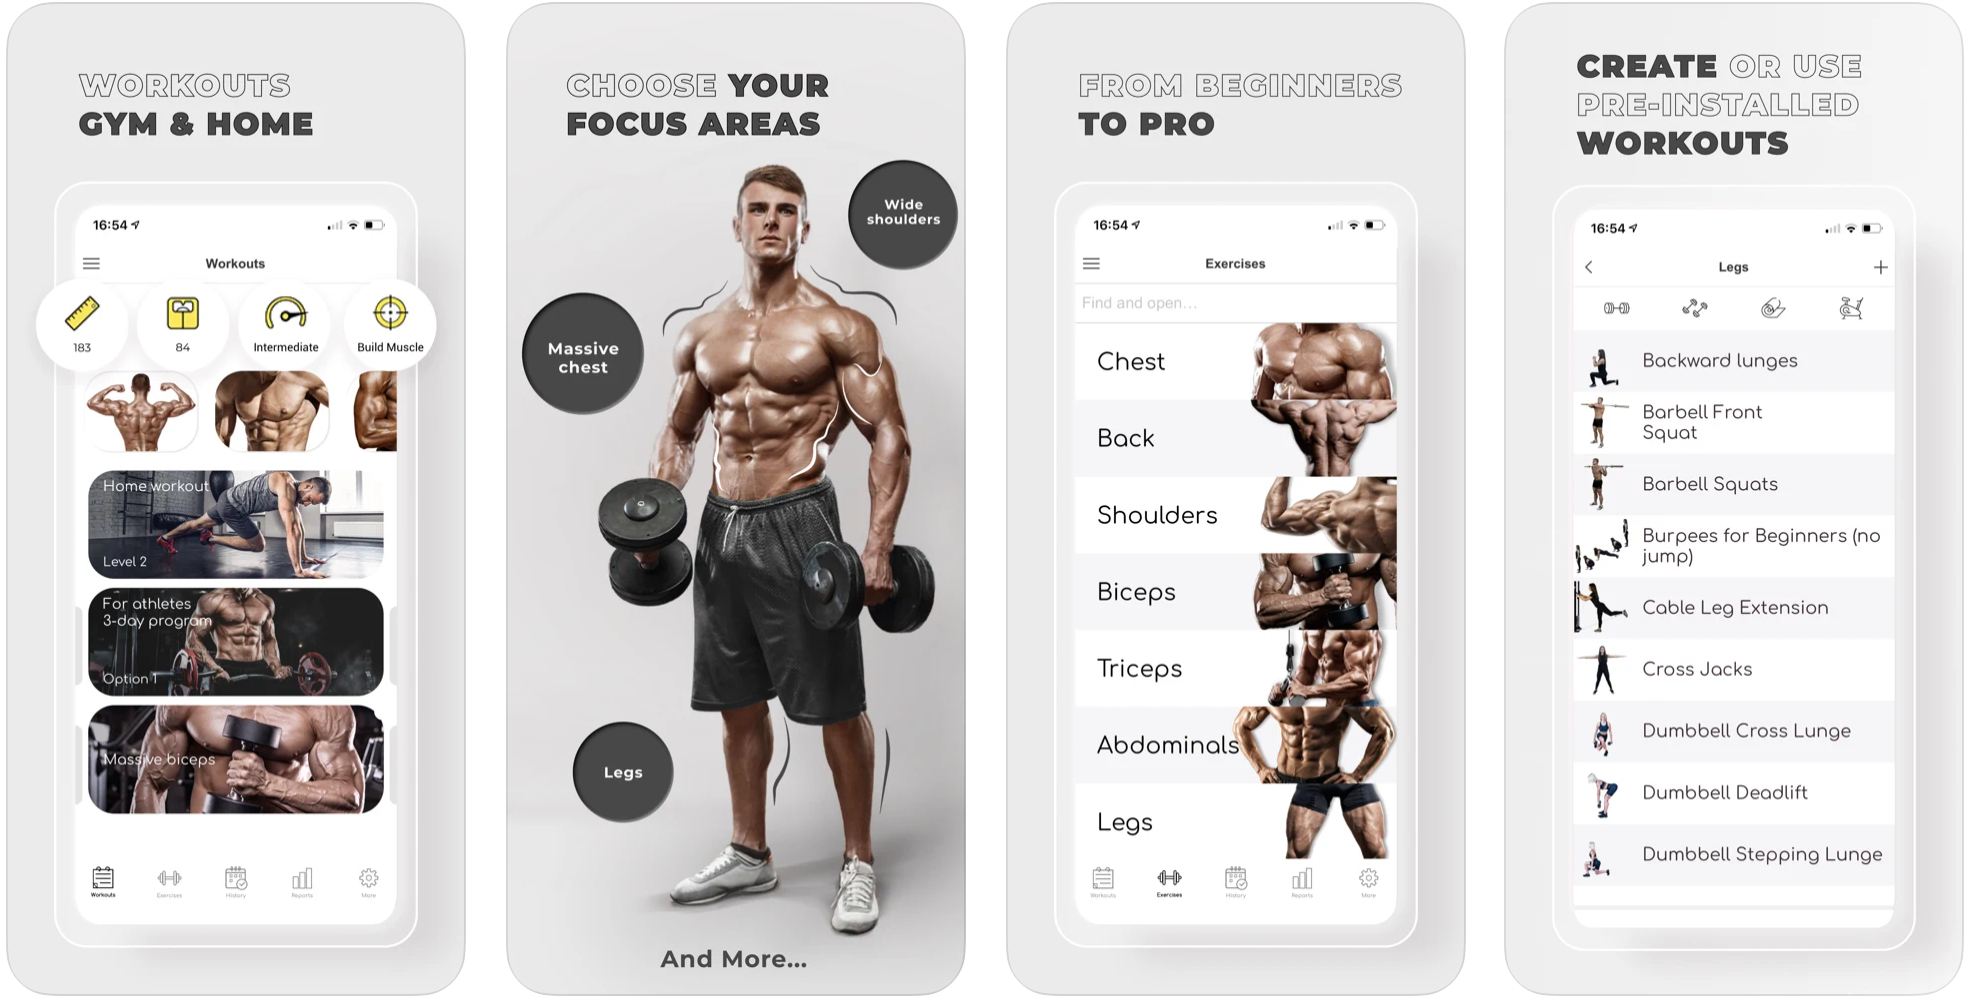 WORKOUTS
GYM & HOME
16:54
Workouts
183
84
Intermediate
Build Muscle
Home workout
Level 2
For athletes
3-day program
Option 1
Massive biceps
Workouts
Exercises
History
Reports
More
CHOOSE YOUR
FOCUS AREAS
Wide
shoulders
Massive
chest
Legs
And More...
FROM BEGINNERS
TO PRO
16:54
Exercises
Find and open...
Chest
Back
Shoulders
Biceps
Triceps
Abdominals
Legs
Workouts
Exercises
History
Reports
More
CREATE OR USE
PRE-INSTALLED
WORKOUTS
16:54
Legs
Backward lunges
Barbell Front
Squat
Barbell Squats
Burpees for Beginners (no
jump)
Cable Leg Extension
Cross Jacks
Dumbbell Cross Lunge
Dumbbell Deadlift
Dumbbell Stepping Lunge